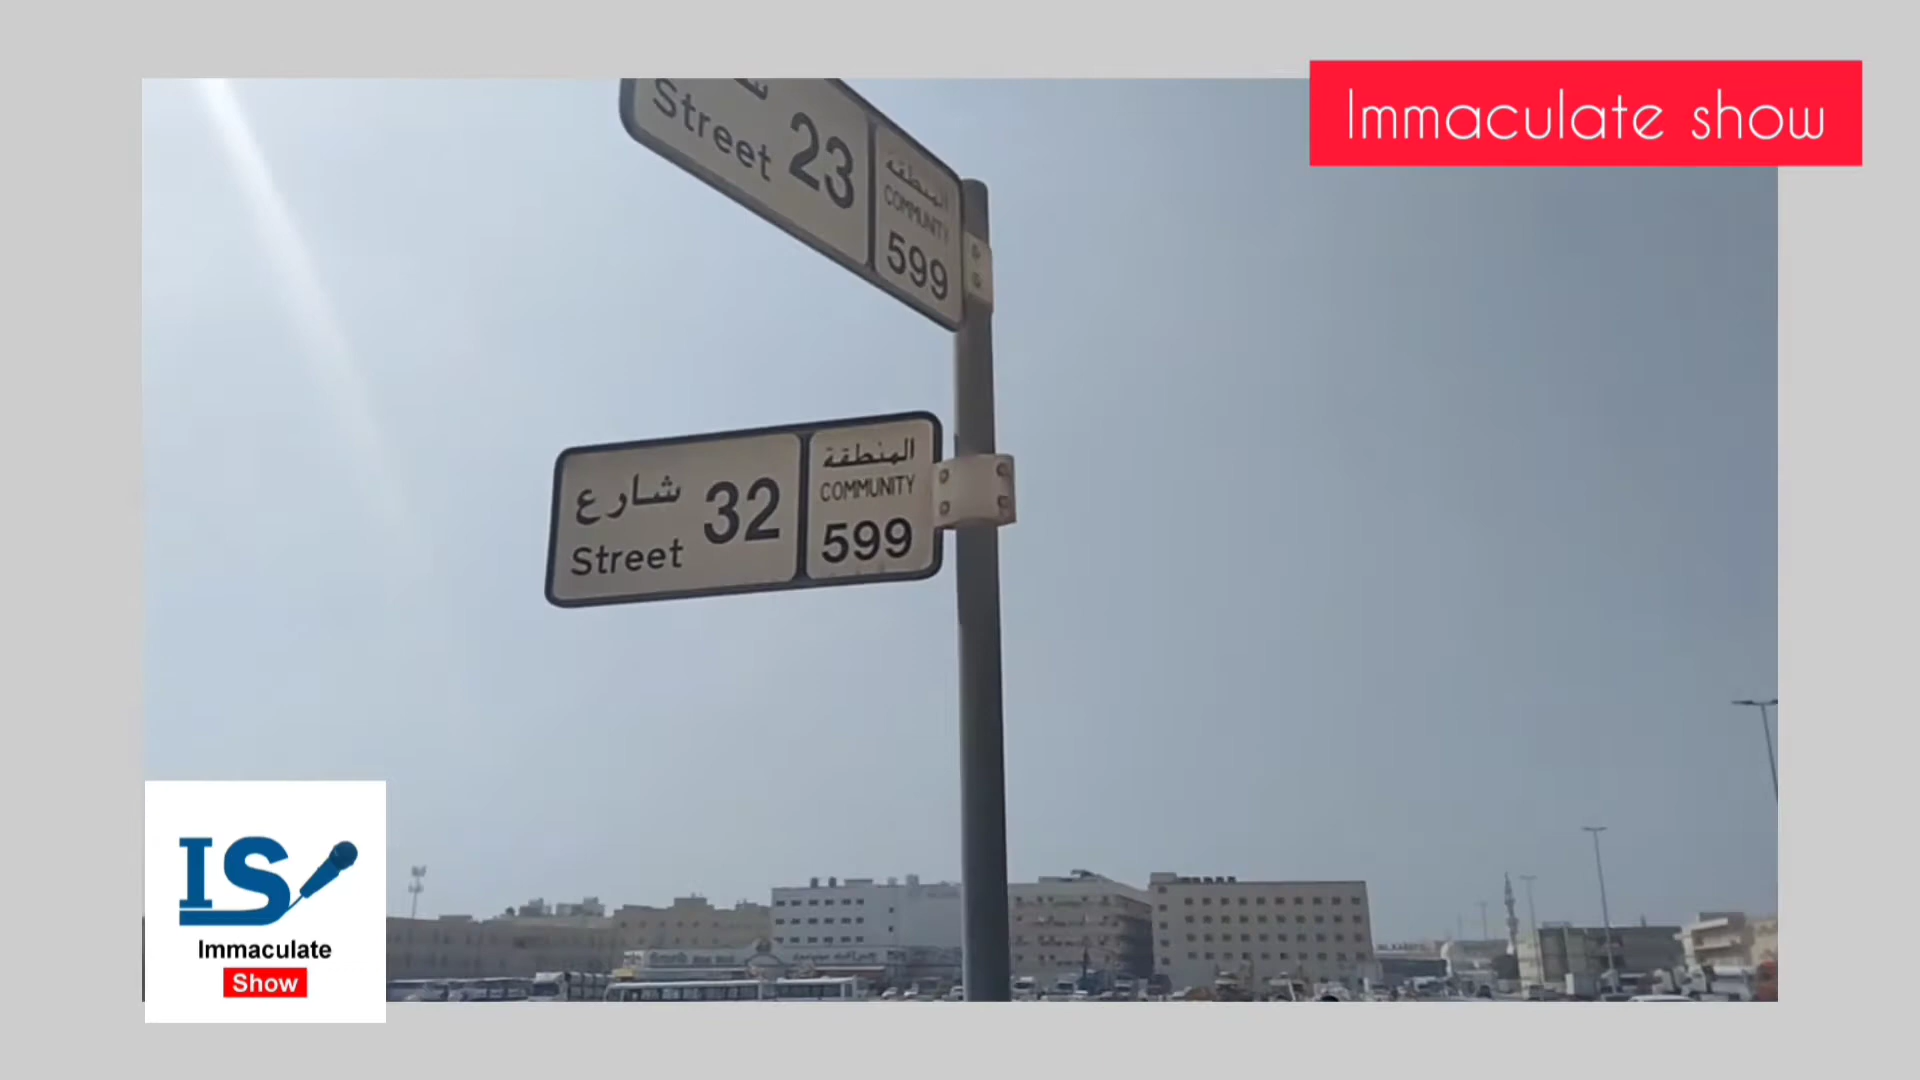 Immaculate show
Street 23
المنطقة
COMMUNITY
599
شارع 32
Street
المنطقة
COMMUNITY
599
IS
Immaculate
Show